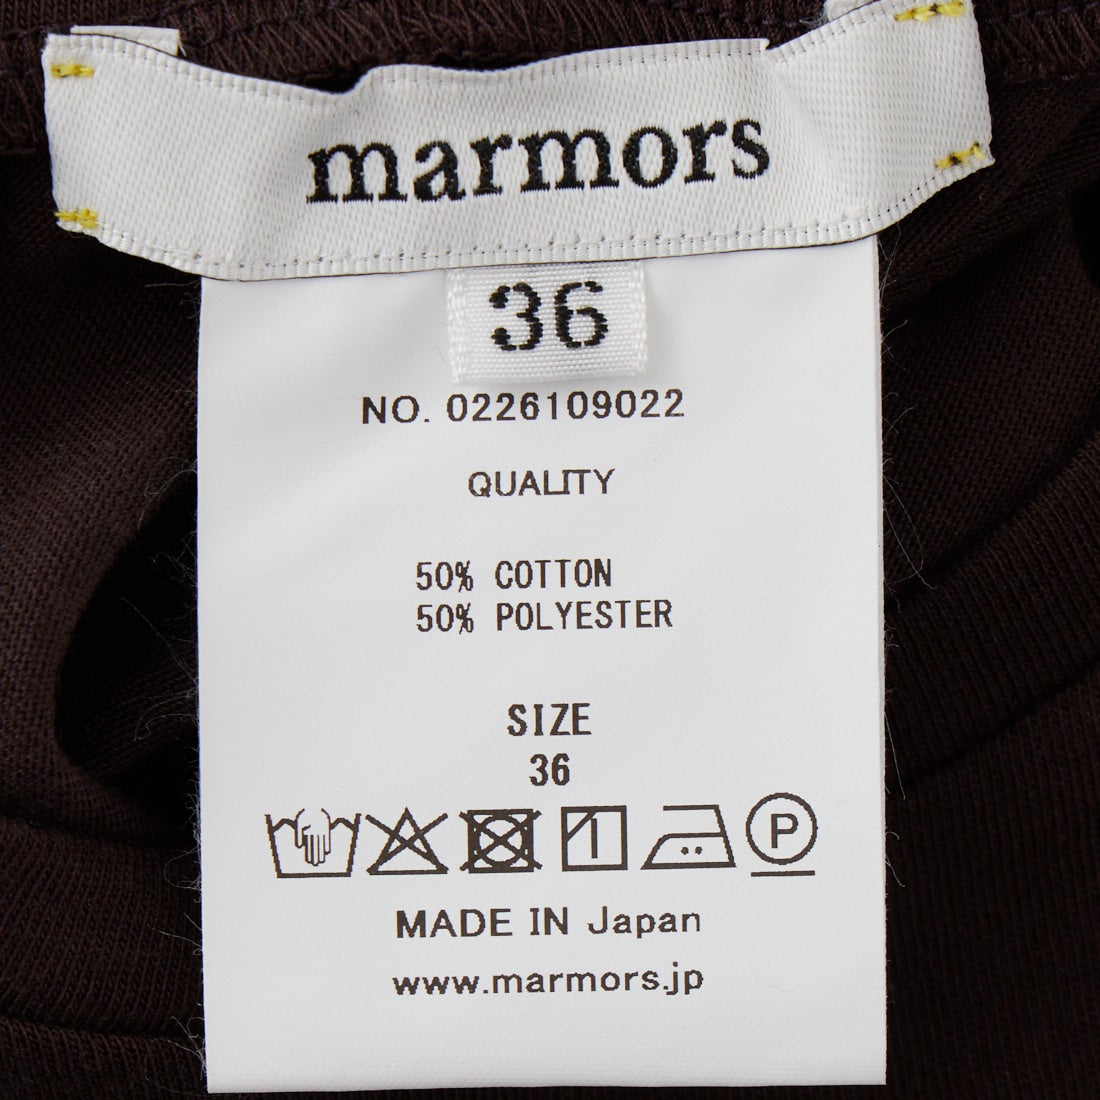 marmors
36
NO. 0226109022
QUALITY
50% COTTON
50% POLYESTER
SIZE
36
P
MADE IN Japan
www.marmors.jp